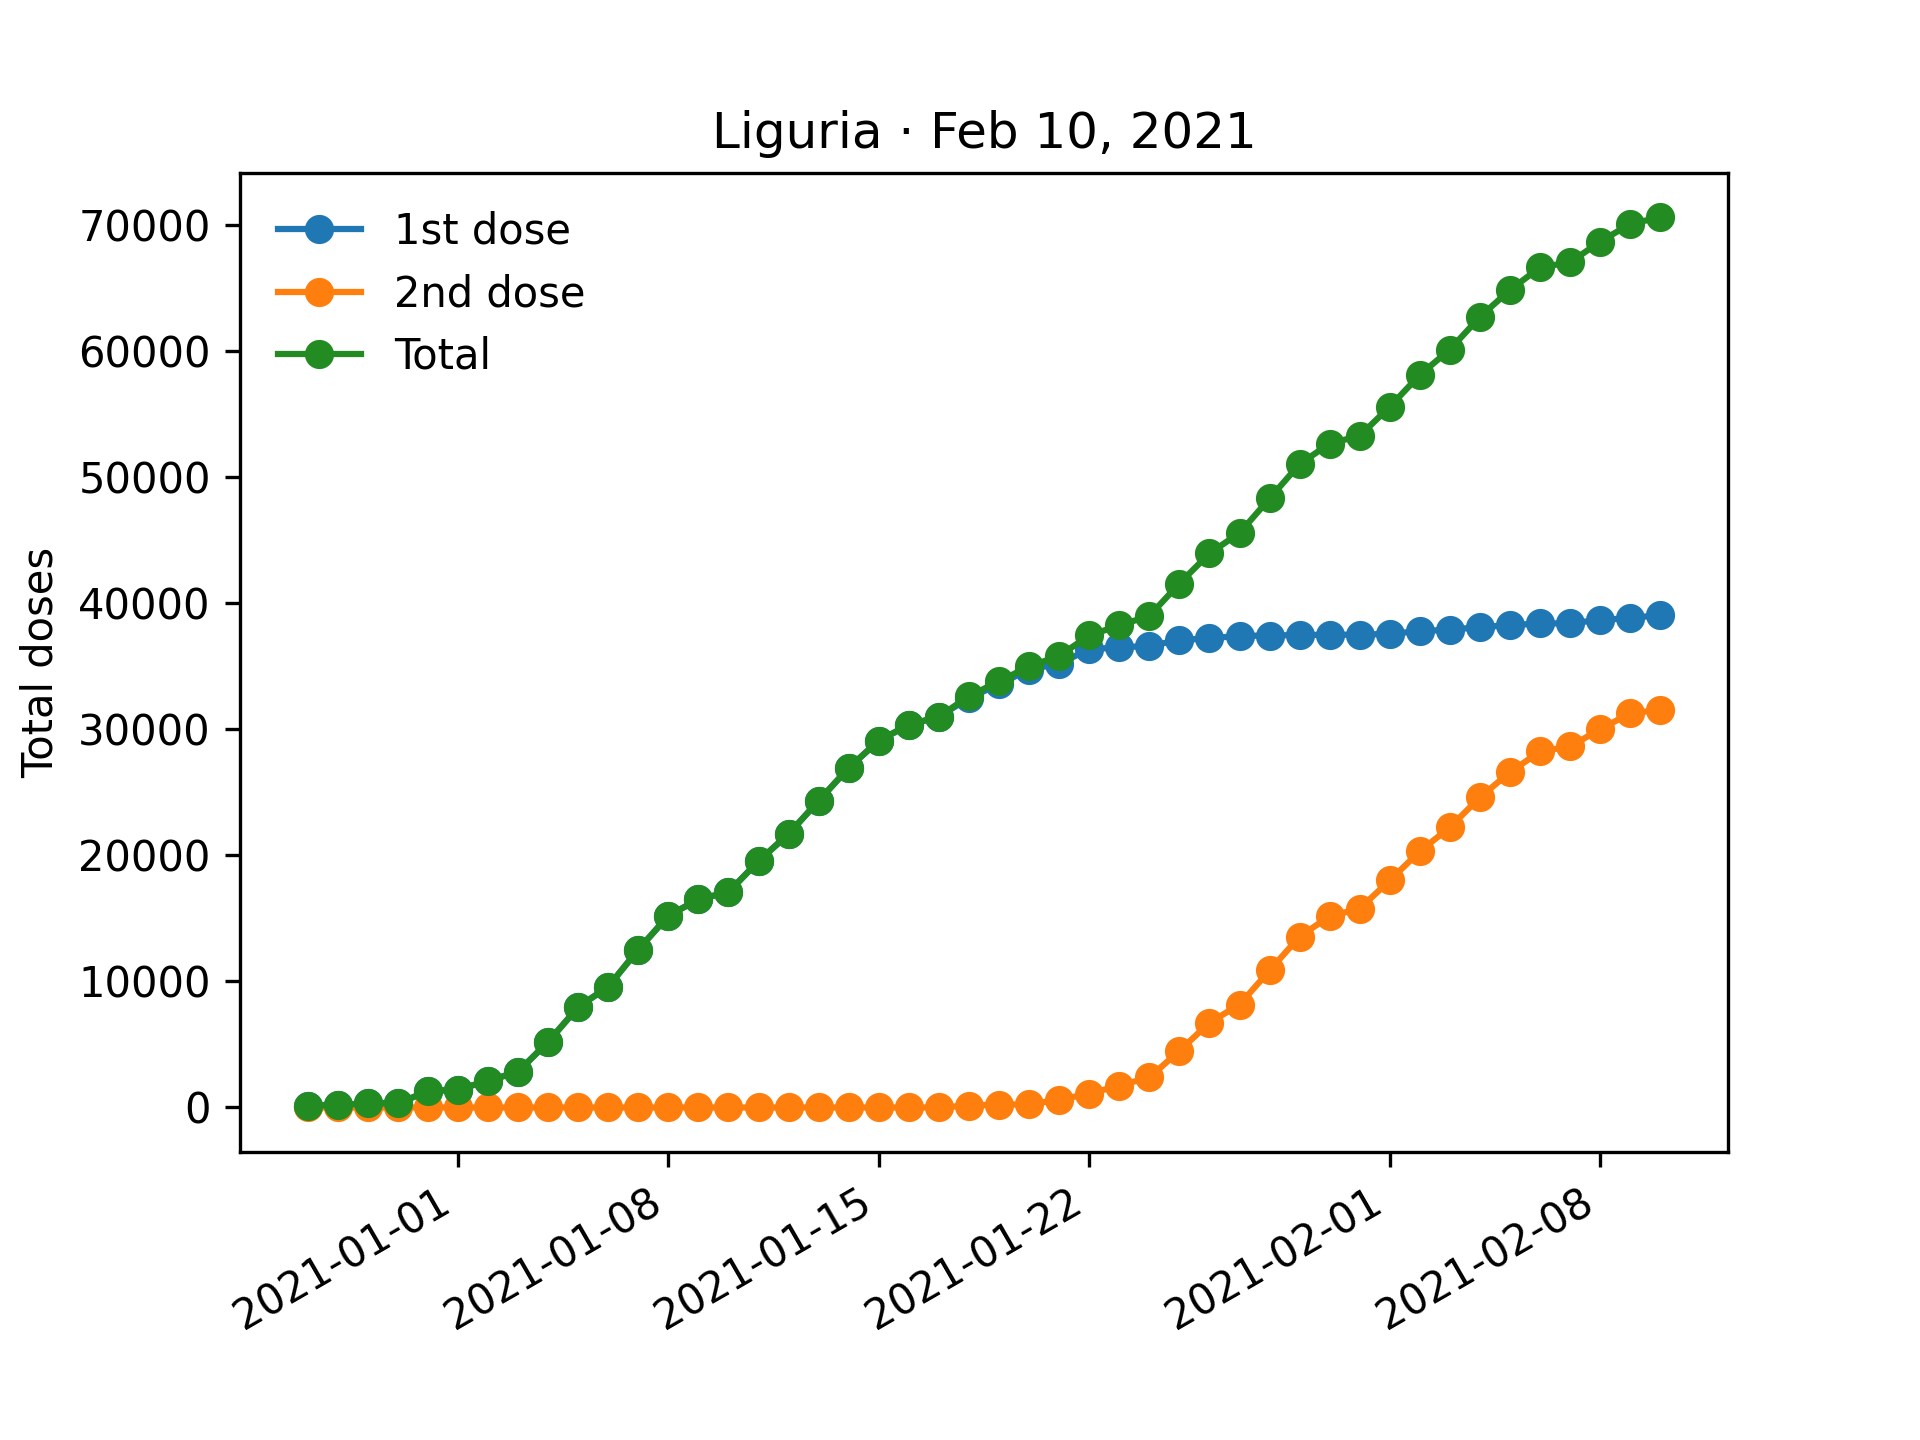 Liguria · Feb 10, 2021
1st dose
2nd dose
Total
Total doses
70000
60000
50000
40000
30000
20000
10000
0
2021-01-01
2021-01-08
2021-01-15
2021-01-22
2021-02-01
2021-02-08